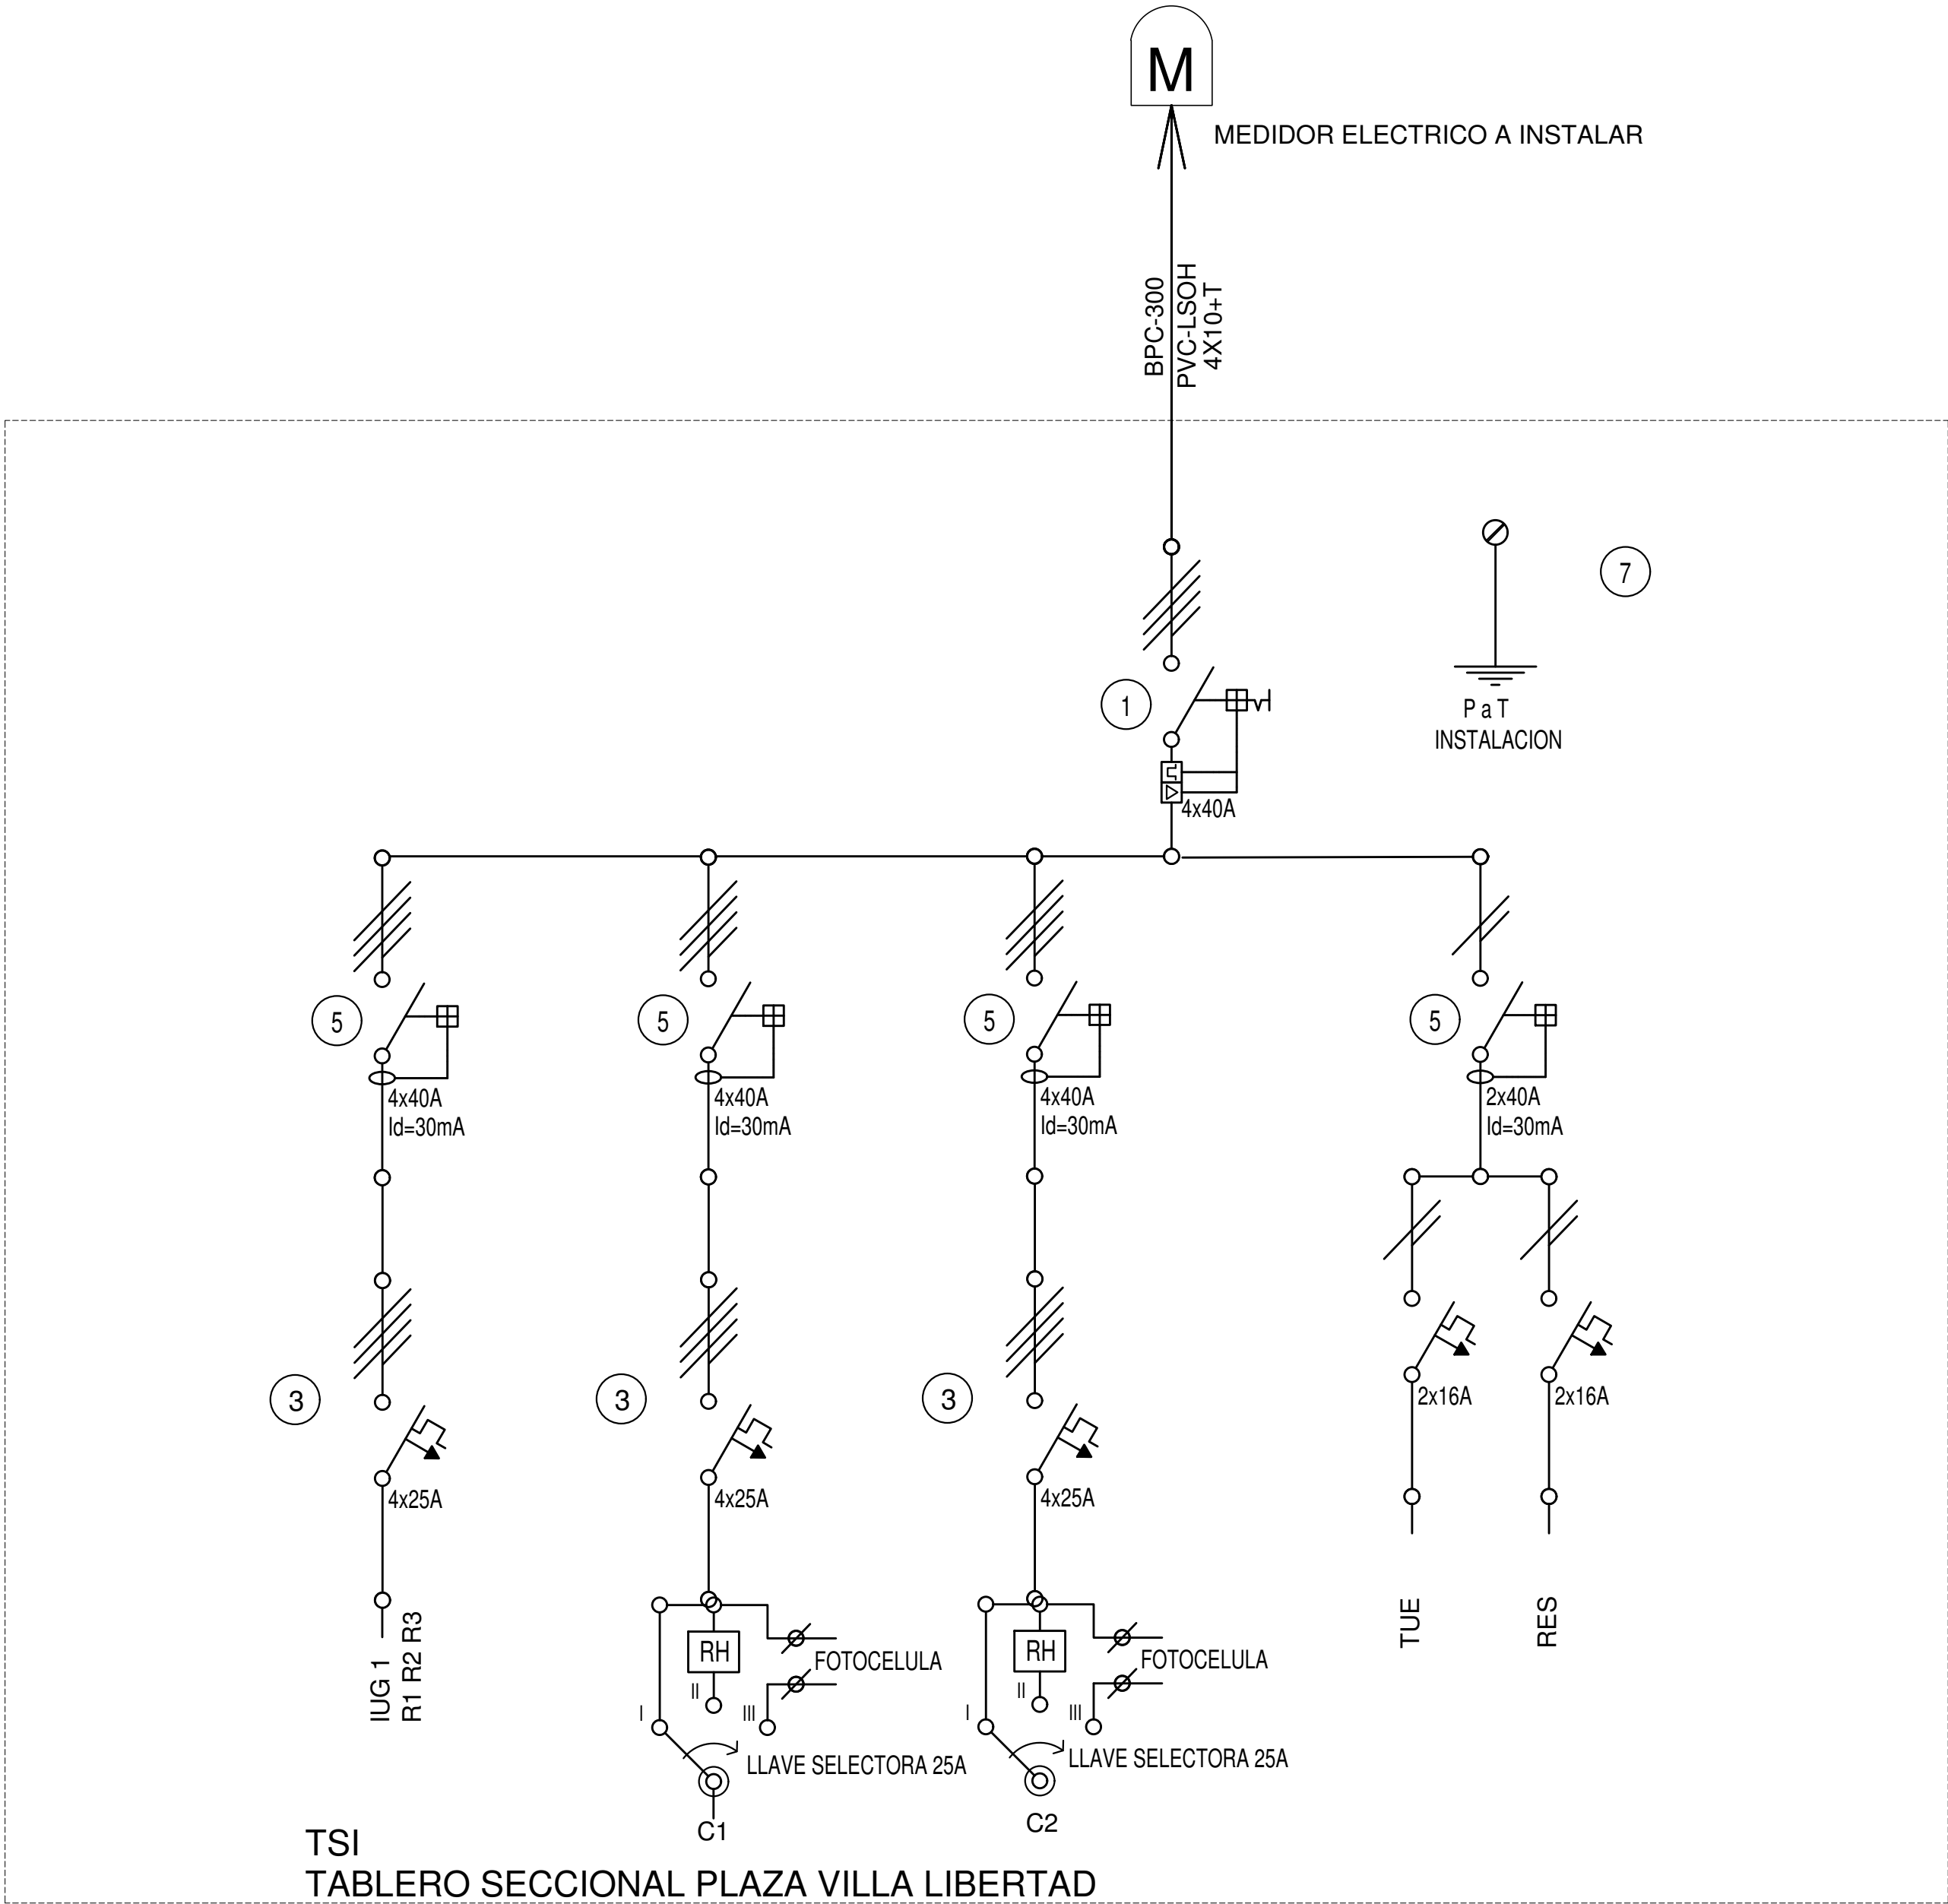 M
MEDIDOR ELECTRICO A INSTALAR
BPC-300
PVC-LSOH
4X10+T
7
1
P a T
INSTALACION
4x40A
5
5
5
5
4x40A
Id=30mA
4x40A
Id=30mA
4x40A
Id=30mA
2x40A
Id=30mA
3
3
3
2x16A
2x16A
4x25A
4x25A
4x25A
IUG 1
R1 R2 R3
RH
FOTOCELULA
I
II
III
LLAVE SELECTORA 25A
C1
RH
FOTOCELULA
I
II
III
LLAVE SELECTORA 25A
C2
TUE
RES
TSI
TABLERO SECCIONAL PLAZA VILLA LIBERTAD